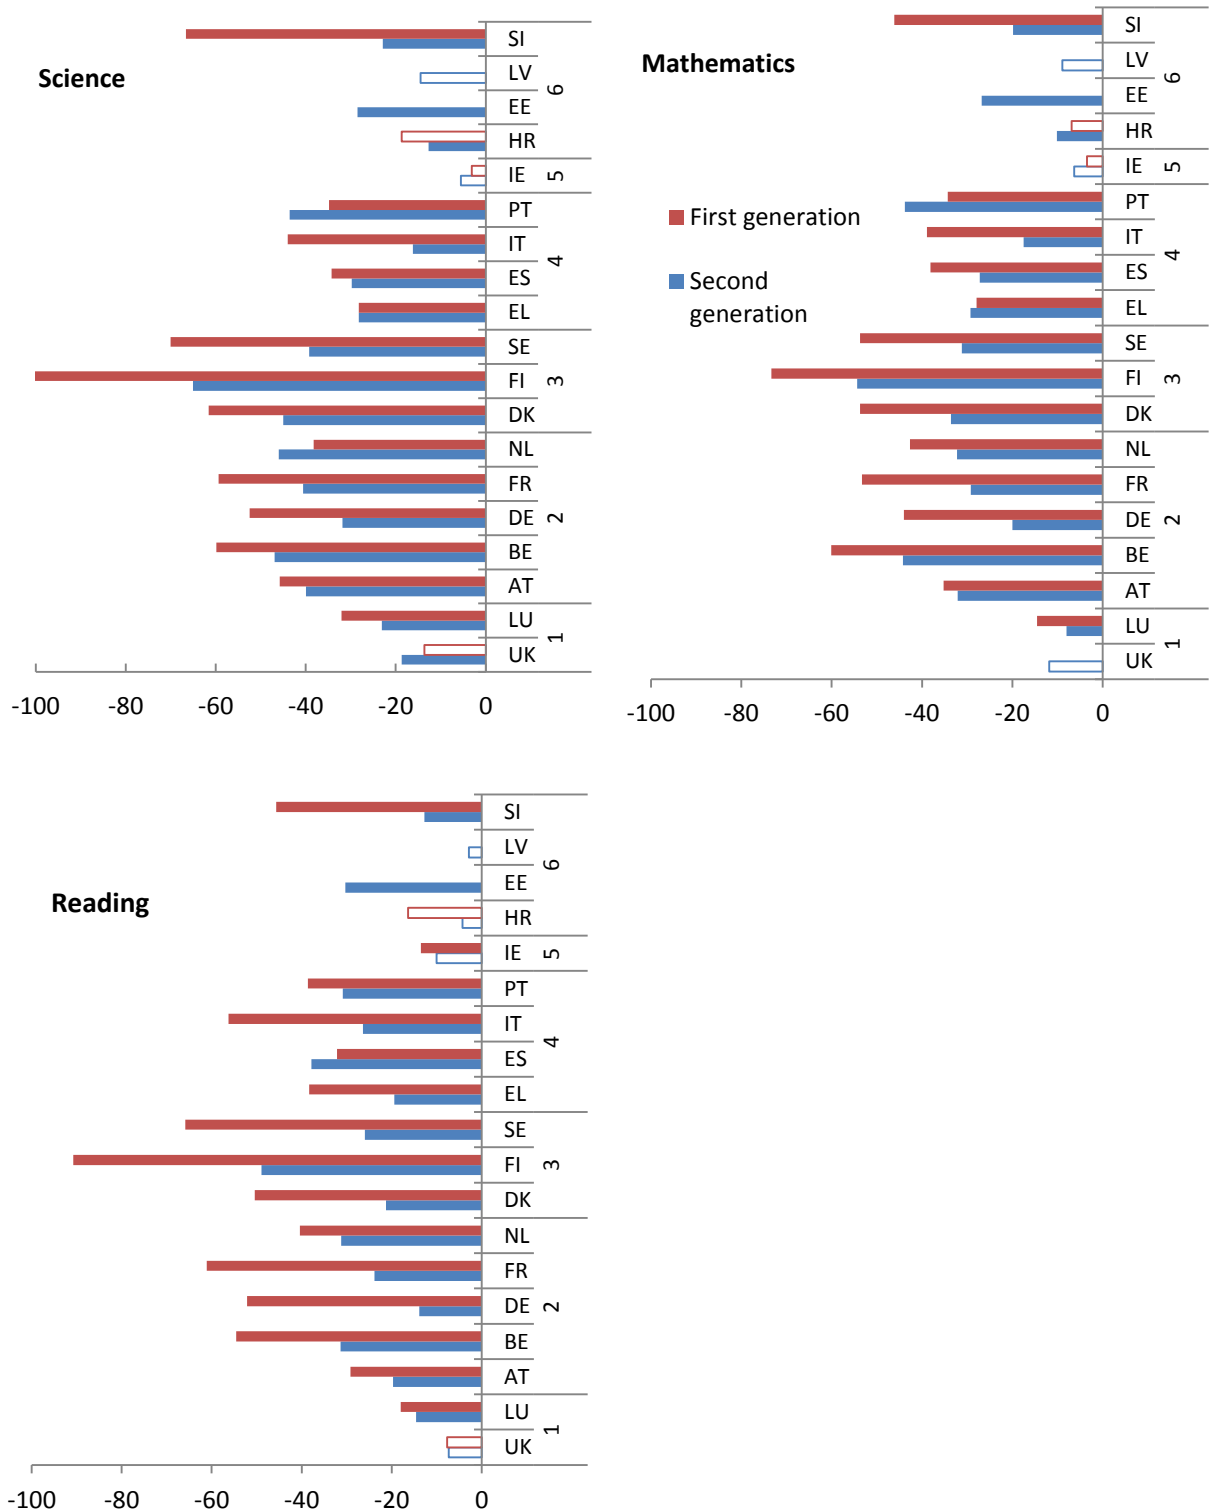 Science
SI
LV
EE
HR
6
IE
5
PT
IT
ES
EL
4
SE
FI
DK
3
NL
FR
DE
BE
AT
2
LU
UK
1
-100 -80 -60 -40 -20 0
Mathematics
First generation
Second
generation
SI
LV
EE
HR
6
IE
5
PT
IT
ES
EL
4
SE
FI
DK
3
NL
FR
DE
BE
AT
2
LU
UK
1
-100 -80 -60 -40 -20 0
Reading
SI
LV
EE
HR
6
IE
5
PT
IT
ES
EL
4
SE
FI
DK
3
NL
FR
DE
BE
AT
2
LU
UK
1
-100 -80 -60 -40 -20 0